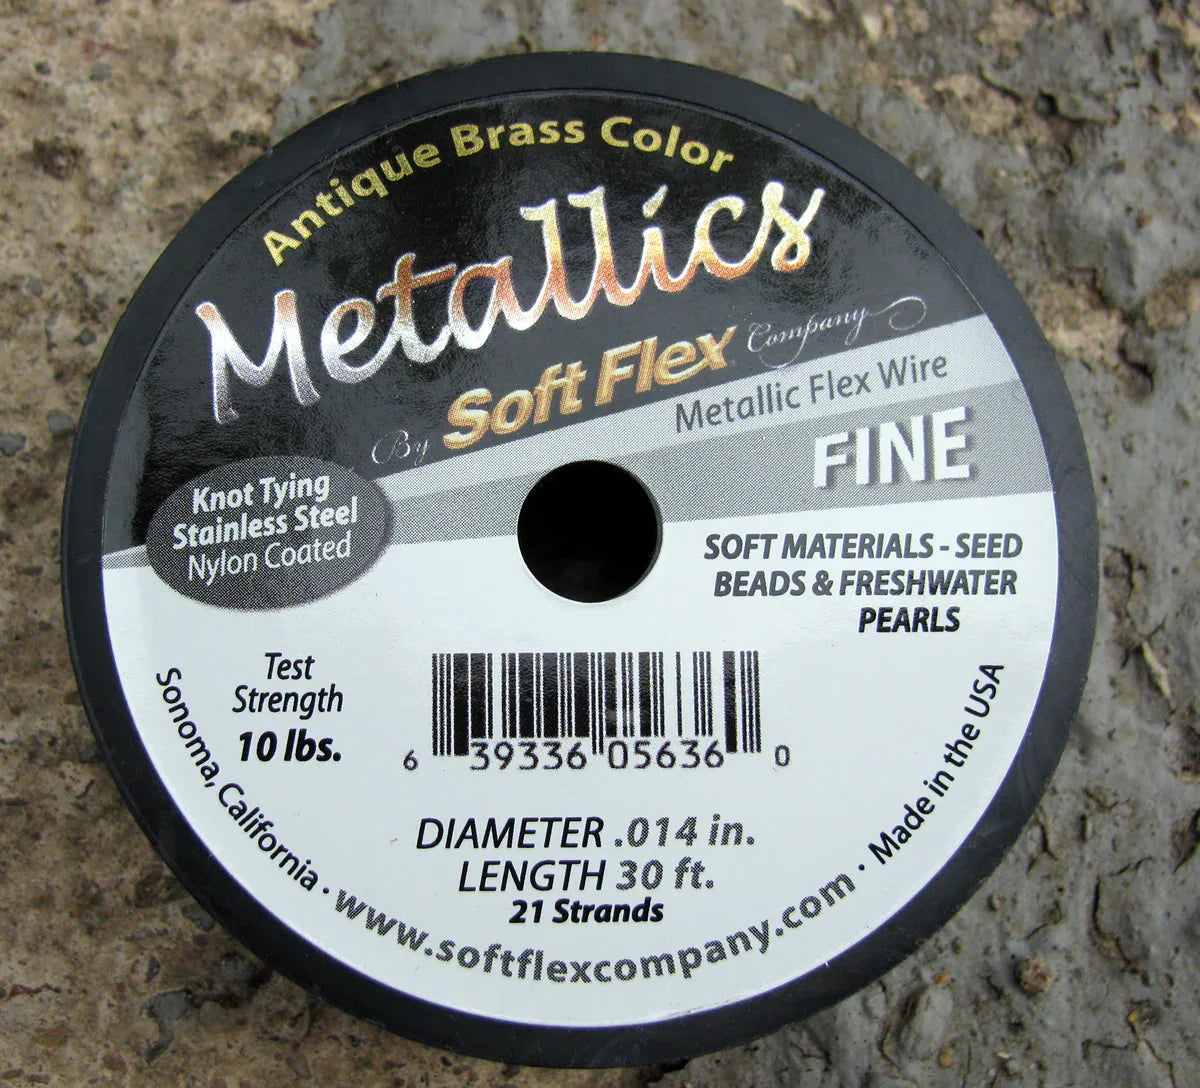 Antique Brass Color
Metallics
By Soft Flex Company
Metallic Flex Wire
FINE
Knot Tying
Stainless Steel
Nylon Coated
SOFT MATERIALS - SEED
BEADS & FRESHWATER
PEARLS
Test
Strength
10 lbs.
6 39336 05636 0
DIAMETER .014 in.
LENGTH 30 ft.
21 Strands
Sonoma, California · www.softflexcompany.com · Made in the USA